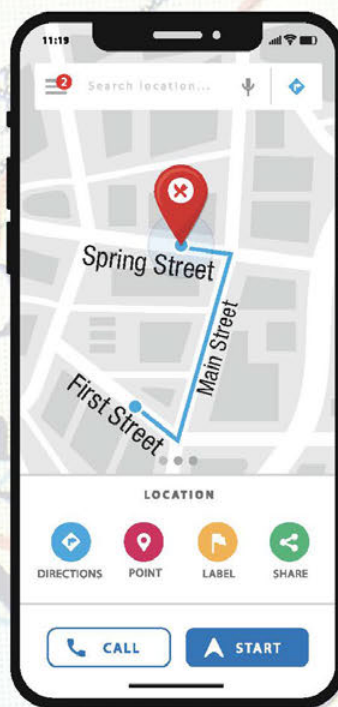 11:19
2
Search location...
Spring Street
Main Street
First Street
LOCATION
DIRECTIONS
POINT
LABEL
SHARE
CALL
START